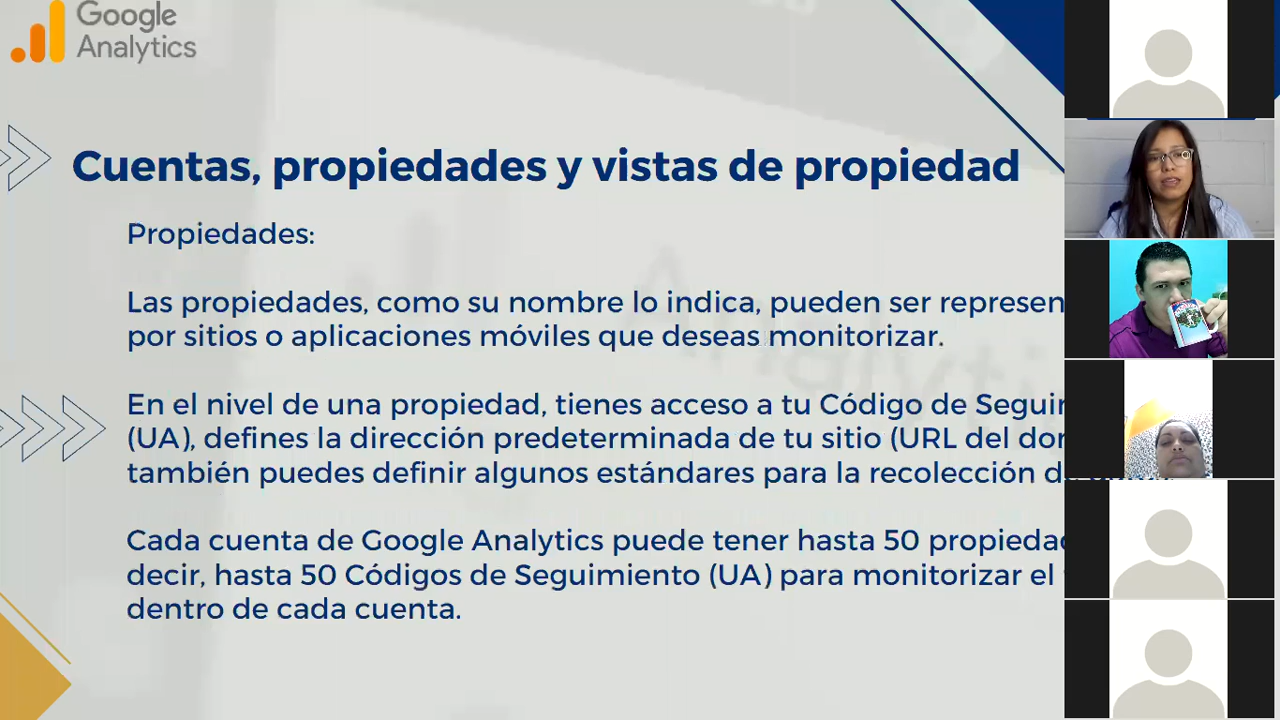 Google
Analytics
Cuentas, propiedades y vistas de propiedad
Propiedades:
Las propiedades, como su nombre lo indica, pueden ser represen
por sitios o aplicaciones móviles que deseas monitorizar.
En el nivel de una propiedad, tienes acceso a tu Código de Seguir
(UA), defines la dirección predeterminada de tu sitio (URL del dor
también puedes definir algunos estándares para la recolección d
Cada cuenta de Google Analytics puede tener hasta 50 propieda
decir, hasta 50 Códigos de Seguimiento (UA) para monitorizar el
dentro de cada cuenta.